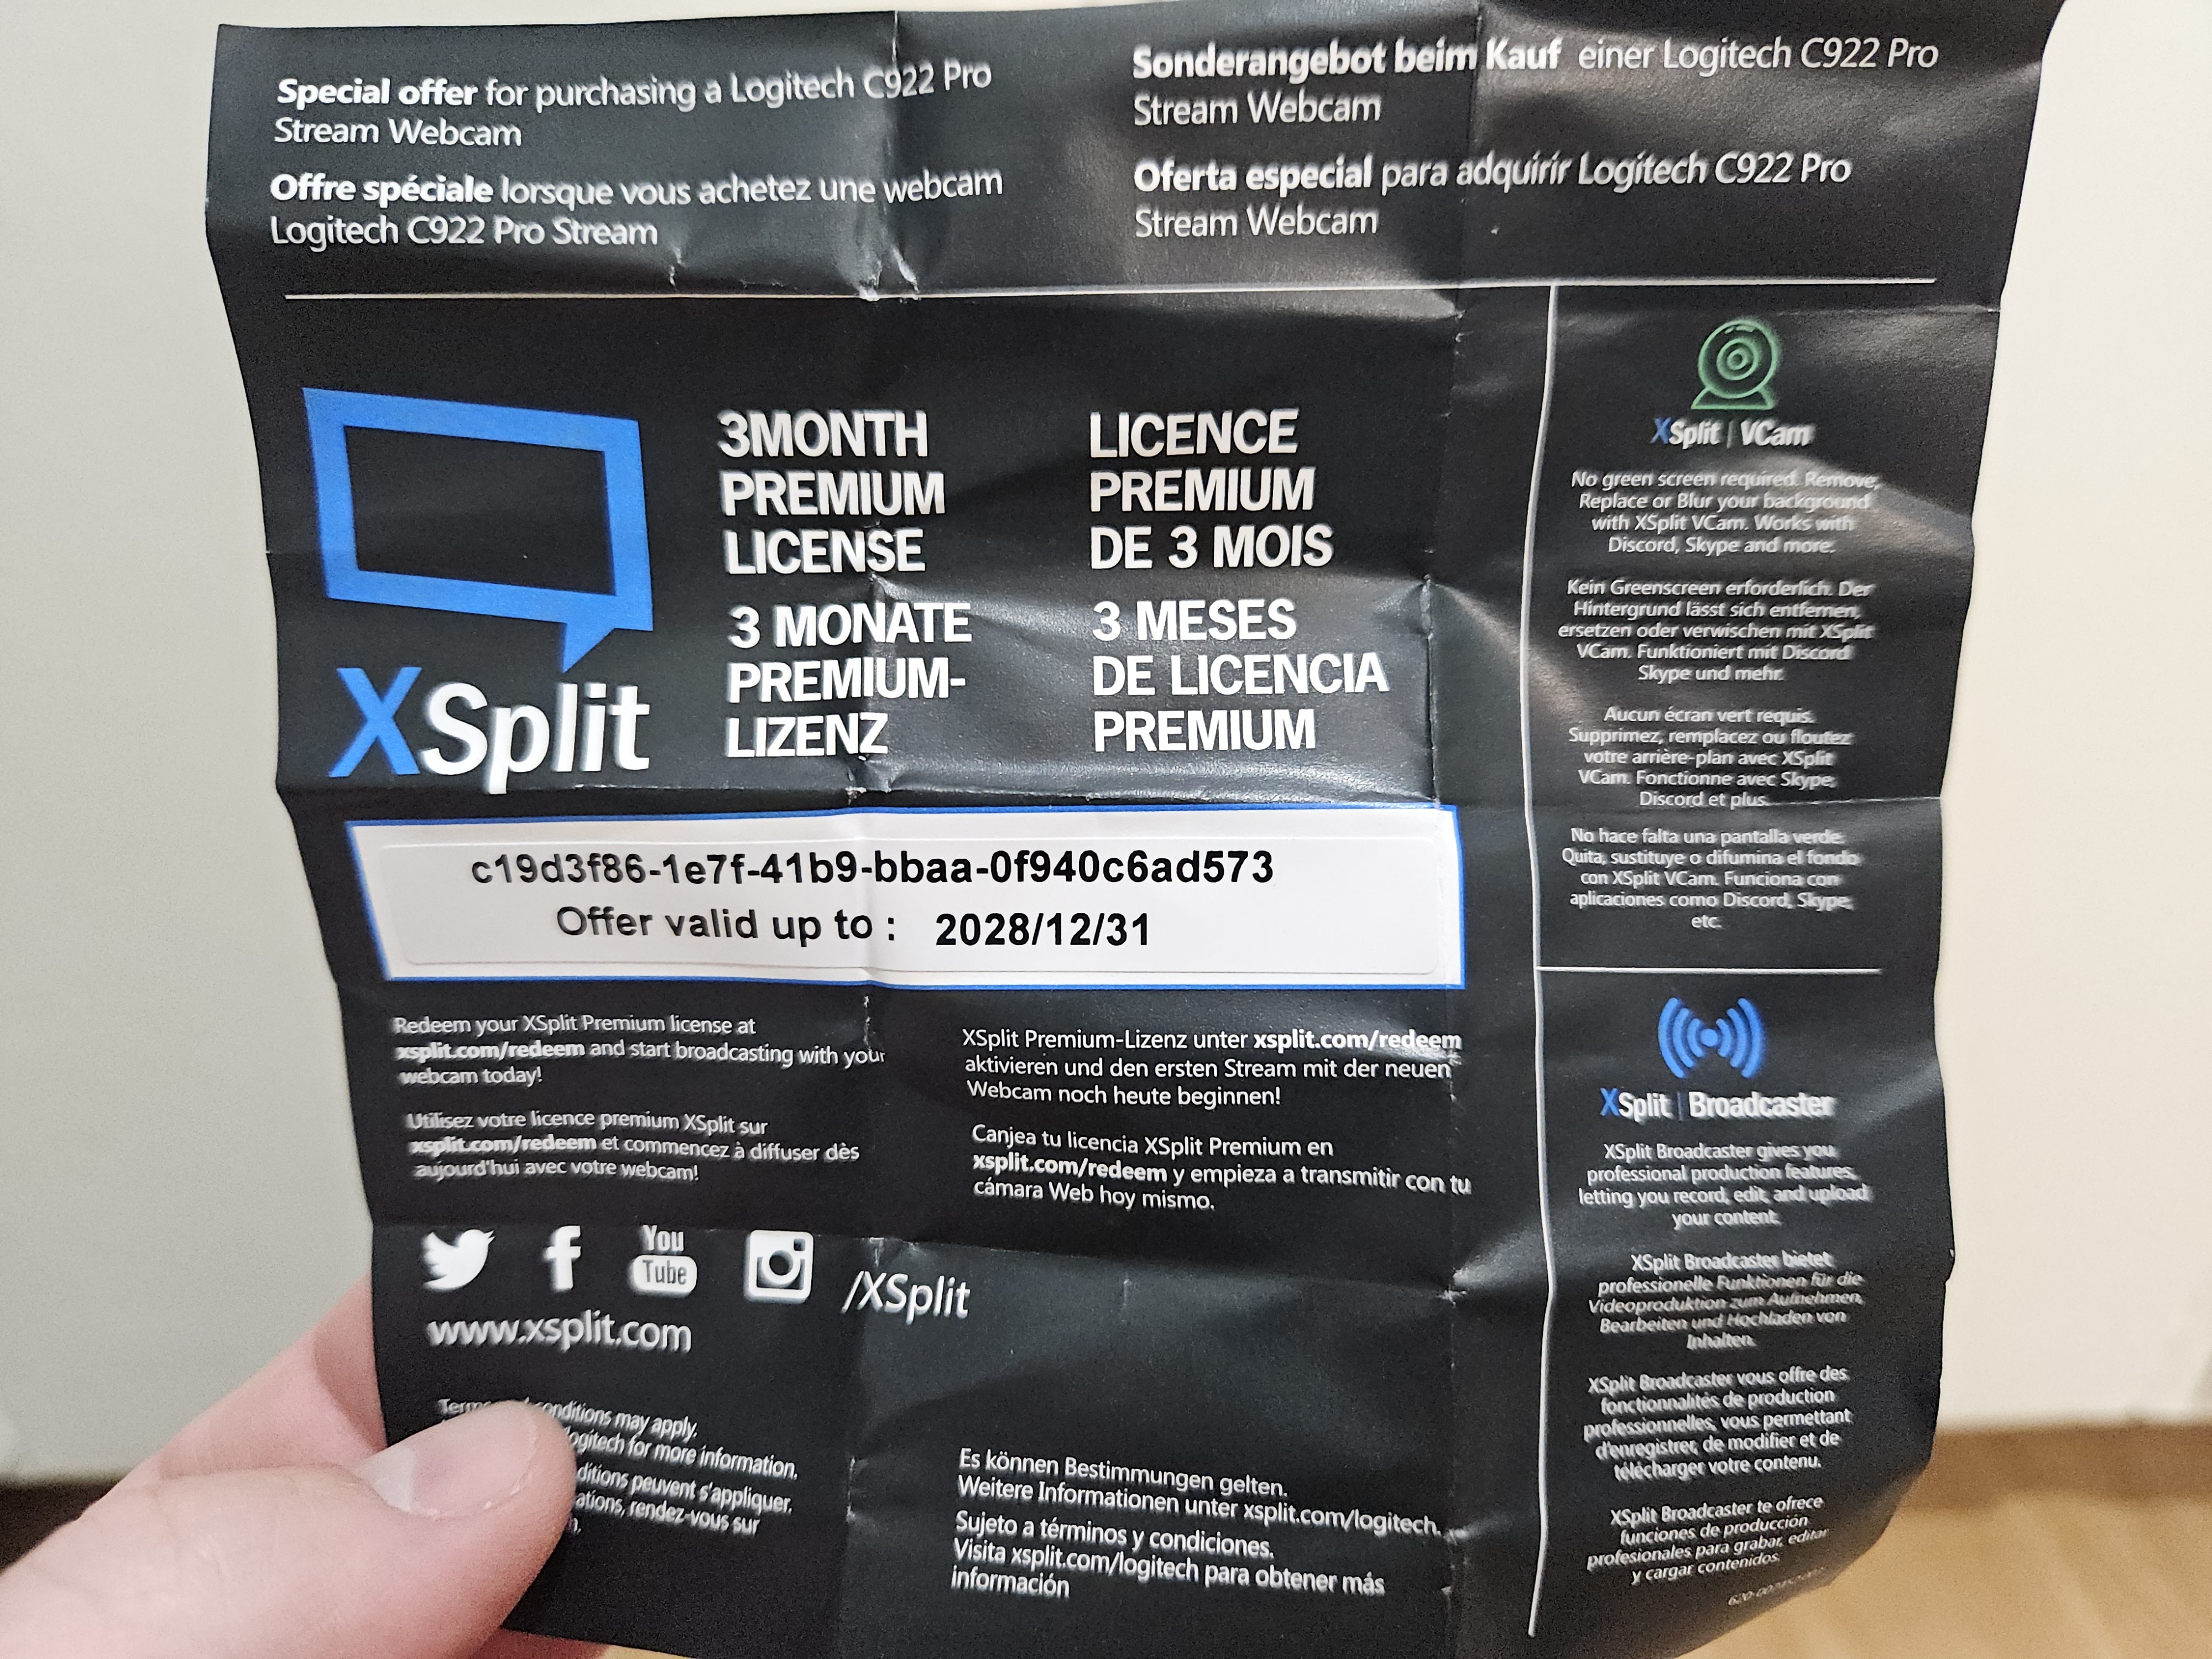 Special offer for purchasing a Logitech C922 Pro
Stream Webcam
Offre spéciale lorsque vous achetez une webcam
Logitech C922 Pro Stream
Sonderangebot beim Kauf einer Logitech C922 Pro
Stream Webcam
Oferta especial para adquirir Logitech C922 Pro
Stream Webcam
XSplit
3MONTH
PREMIUM
LICENSE
LICENCE
PREMIUM
DE 3 MOIS
3 MONATE
PREMIUM-
LIZENZ
3 MESES
DE LICENCIA
PREMIUM
c19d3f86-1e7f-41b9-bbaa-0f940c6ad573
Offer valid up to : 2028/12/31
Redeem your XSplit Premium license at
xsplit.com/redeem and start broadcasting with your
webcam today!
Utilisez votre licence premium XSplit sur
xsplit.com/redeem et commencez à diffuser dès
aujourd'hui avec votre webcam!
XSplit Premium-Lizenz unter xsplit.com/redeem
aktivieren und den ersten Stream mit der neuen
Webcam noch heute beginnen!
Canjea tu licencia XSplit Premium en
xsplit.com/redeem y empieza a transmitir con tu
cámara Web hoy mismo.
You
Tube
/XSplit
www.xsplit.com
conditions may apply.
for more information.
peuvent s'appliquer,
rendez-vous sur
Es können Bestimmungen gelten.
Weitere Informationen unter xsplit.com/logitech.
Sujeto a términos y condiciones.
Visita xsplit.com/logitech para obtener más
información
XSplit | VCam
No green screen required. Remove,
Replace or Blur your background
with XSplit VCam. Works with
Discord, Skype and more.
Kein Greenscreen erforderlich. Der
Hintergrund lässt sich entfernen,
ersetzen oder verwischen mit XSplit
VCam. Funktioniert mit Discord
Skype und mehr.
Aucun écran vert requis.
Supprimez, remplacez ou floutez
votre arrière-plan avec XSplit
VCam. Fonctionne avec Skype,
Discord et plus.
No hace falta una pantalla verde.
Quita, sustituye o difumina el fondo
con XSplit VCam. Funciona con
aplicaciones como Discord, Skype,
etc.
XSplit | Broadcaster
XSplit Broadcaster gives you
professional production features,
letting you record, edit, and upload
your content.
XSplit Broadcaster bietet
professionelle Funktionen für die
Videoproduktion zum Aufnehmen,
Bearbeiten und Hochladen von
Inhalten.
XSplit Broadcaster vous offre des
fonctionnalités de production
professionnelles, vous permettant
d'enregistrer, de modifier et de
télécharger votre contenu.
XSplit Broadcaster te ofrece
funciones de producción
profesionales para grabar, editar
y cargar contenidos.